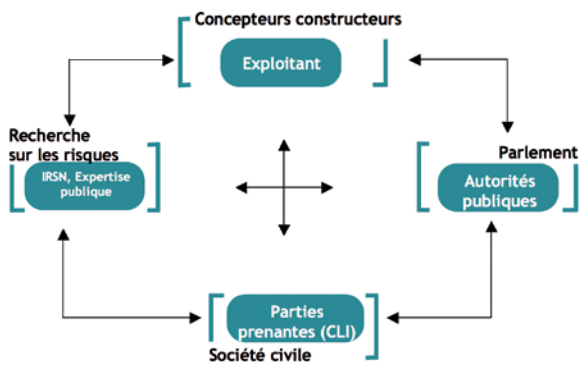 Concepteurs constructeurs
Exploitant
Recherche
sur les risques
IRSN, Expertise
publique
Parlement
Autorités
publiques
Parties
prenantes (CLI)
Société civile